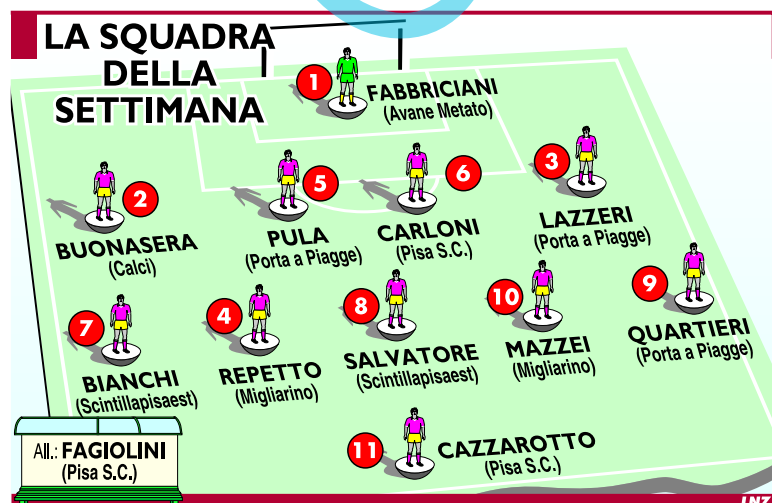 LA SQUADRA
DELLA
SETTIMANA
1
FABBRICIANI
(Avane Metato)
2
BUONASERA
(Calci)
5
PULA
(Porta a Piagge)
6
CARLONI
(Pisa S.C.)
3
LAZZERI
(Porta a Piagge)
7
BIANCHI
(Scintillapisaest)
4
REPETTO
(Migliarino)
8
SALVATORE
(Scintillapisaest)
10
MAZZEI
(Migliarino)
9
QUARTIERI
(Porta a Piagge)
11
CAZZAROTTO
(Pisa S.C.)
All.: FAGIOLINI
(Pisa S.C.)
LNZ